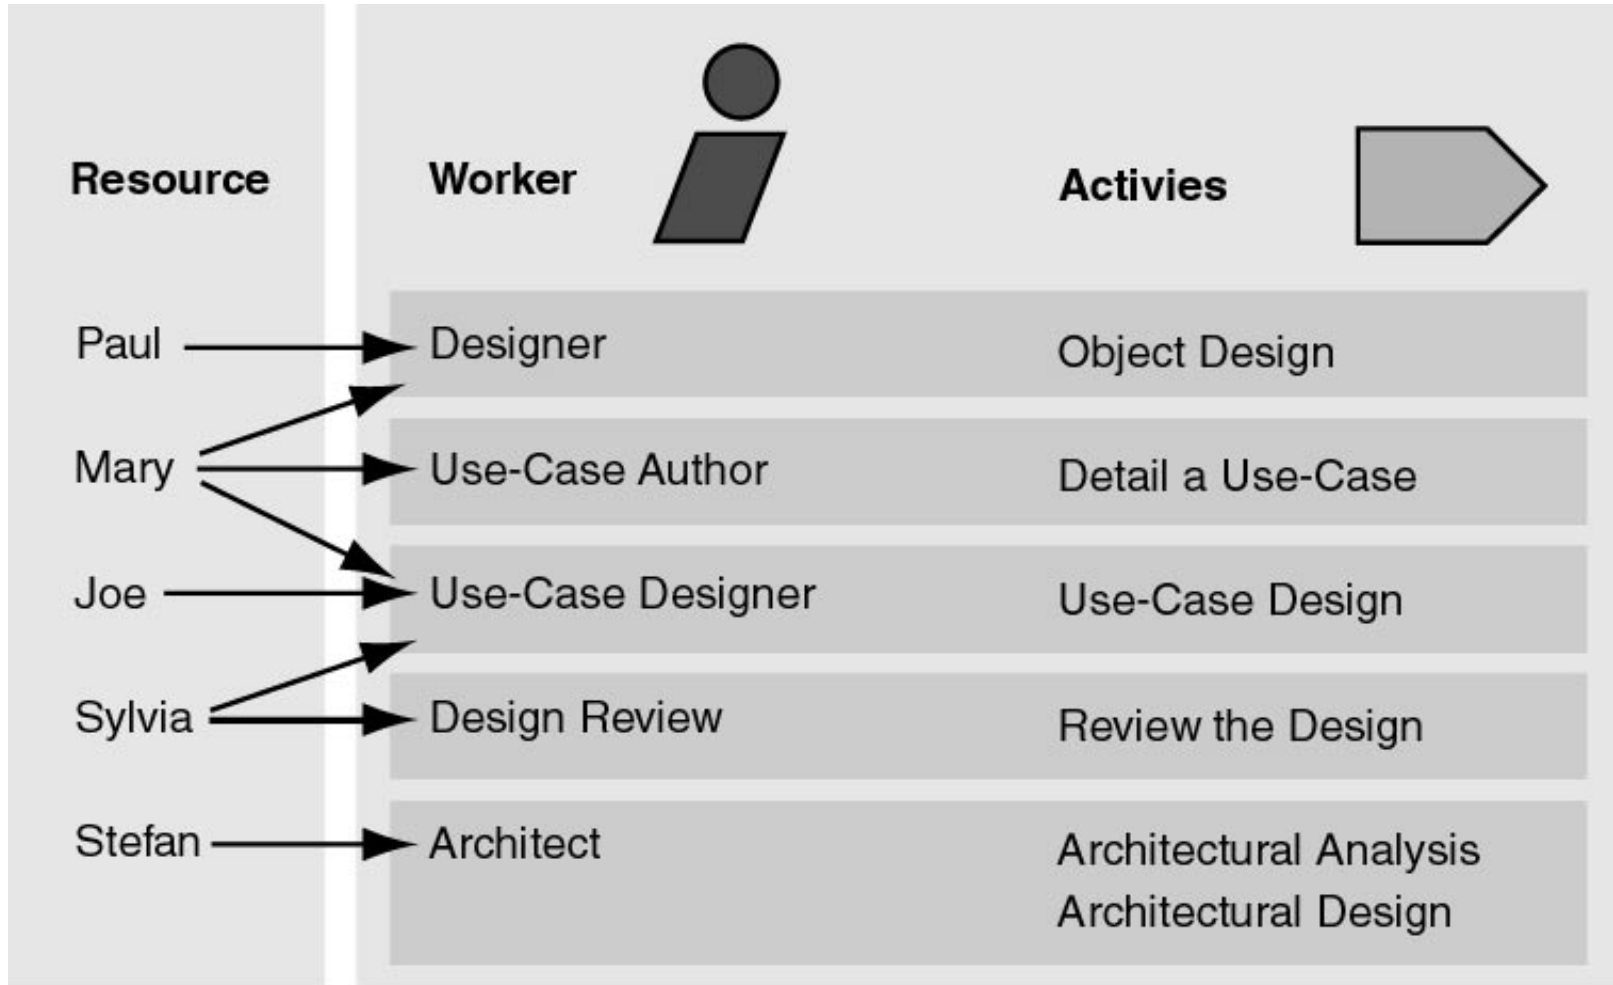 Resource Worker Activies
Paul Designer Object Design
Mary Use-Case Author Detail a Use-Case
Joe Use-Case Designer Use-Case Design
Sylvia Design Review Review the Design
Stefan Architect Architectural Analysis
Architectural Design